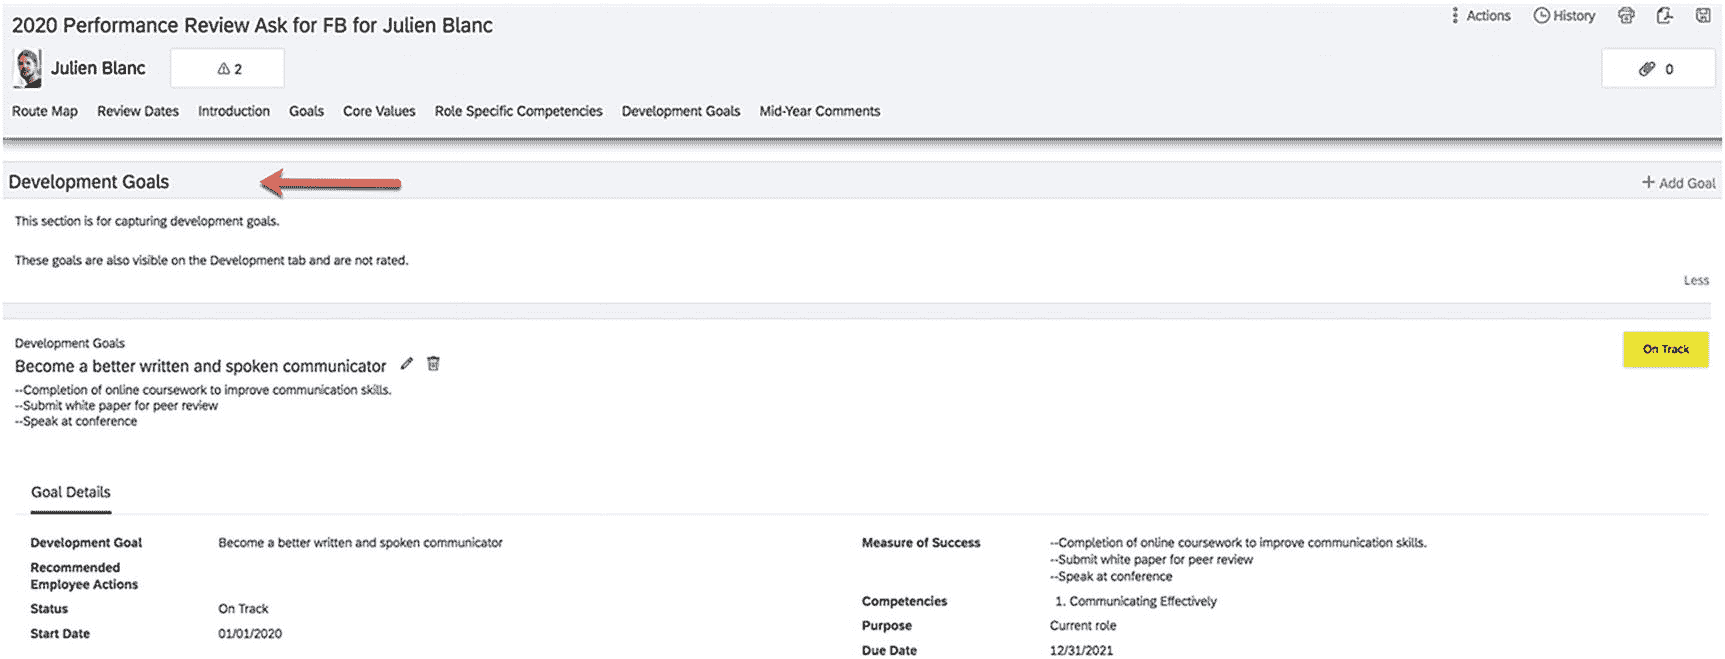 2020 Performance Review Ask for FB for Julien Blanc
Actions
History
Julien Blanc
2
0
Route Map
Review Dates
Introduction
Goals
Core Values
Role Specific Competencies
Development Goals
Mid-Year Comments
Development Goals
+ Add Goal
This section is for capturing development goals.
These goals are also visible on the Development tab and are not rated.
Less
Development Goals
On Track
Become a better written and spoken communicator
--Completion of online coursework to improve communication skills.
--Submit white paper for peer review
--Speak at conference
Goal Details
Development Goal
Become a better written and spoken communicator
Recommended
Employee Actions
Status
On Track
Start Date
01/01/2020
Measure of Success
--Completion of online coursework to improve communication skills.
--Submit white paper for peer review
--Speak at conference
Competencies
1. Communicating Effectively
Purpose
Current role
Due Date
12/31/2021